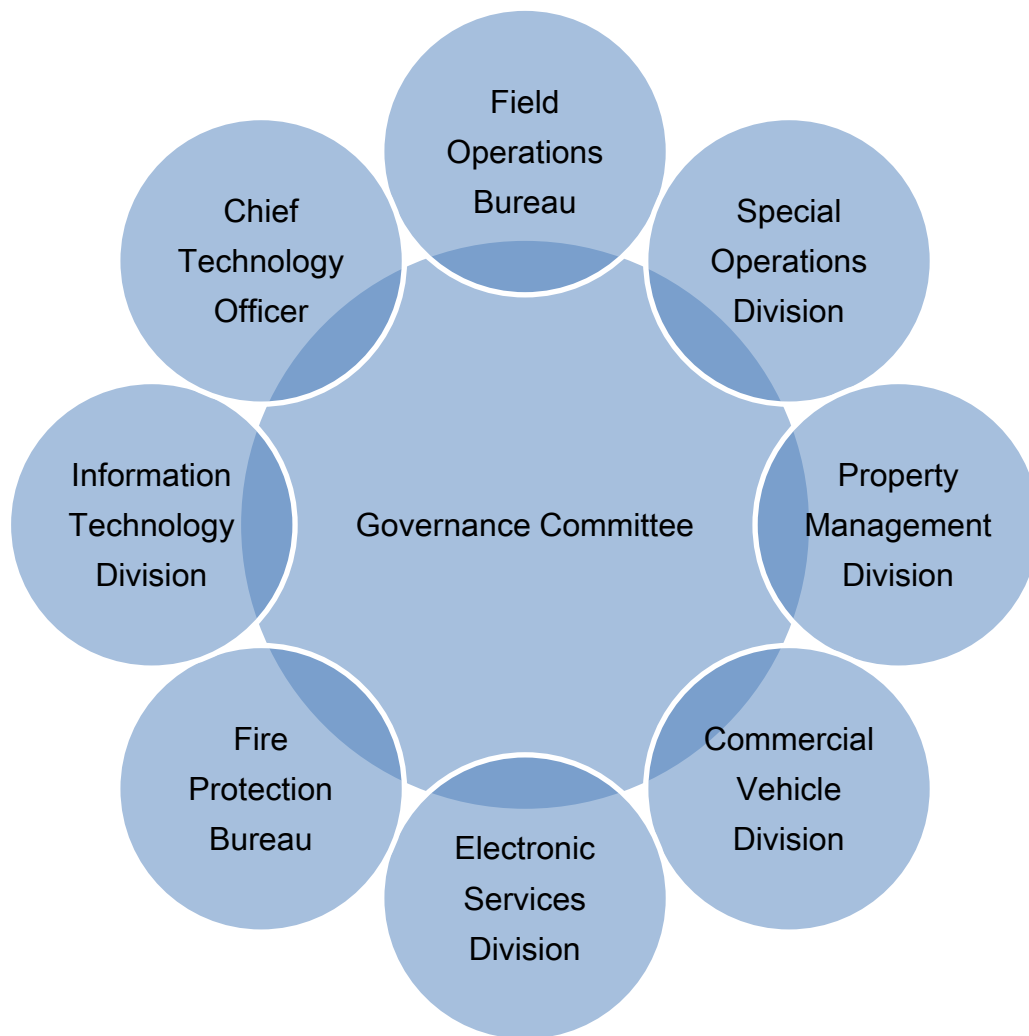 Field
Operations
Bureau
Special
Operations
Division
Property
Management
Division
Commercial
Vehicle
Division
Electronic
Services
Division
Fire
Protection
Bureau
Information
Technology
Division
Chief
Technology
Officer
Governance Committee